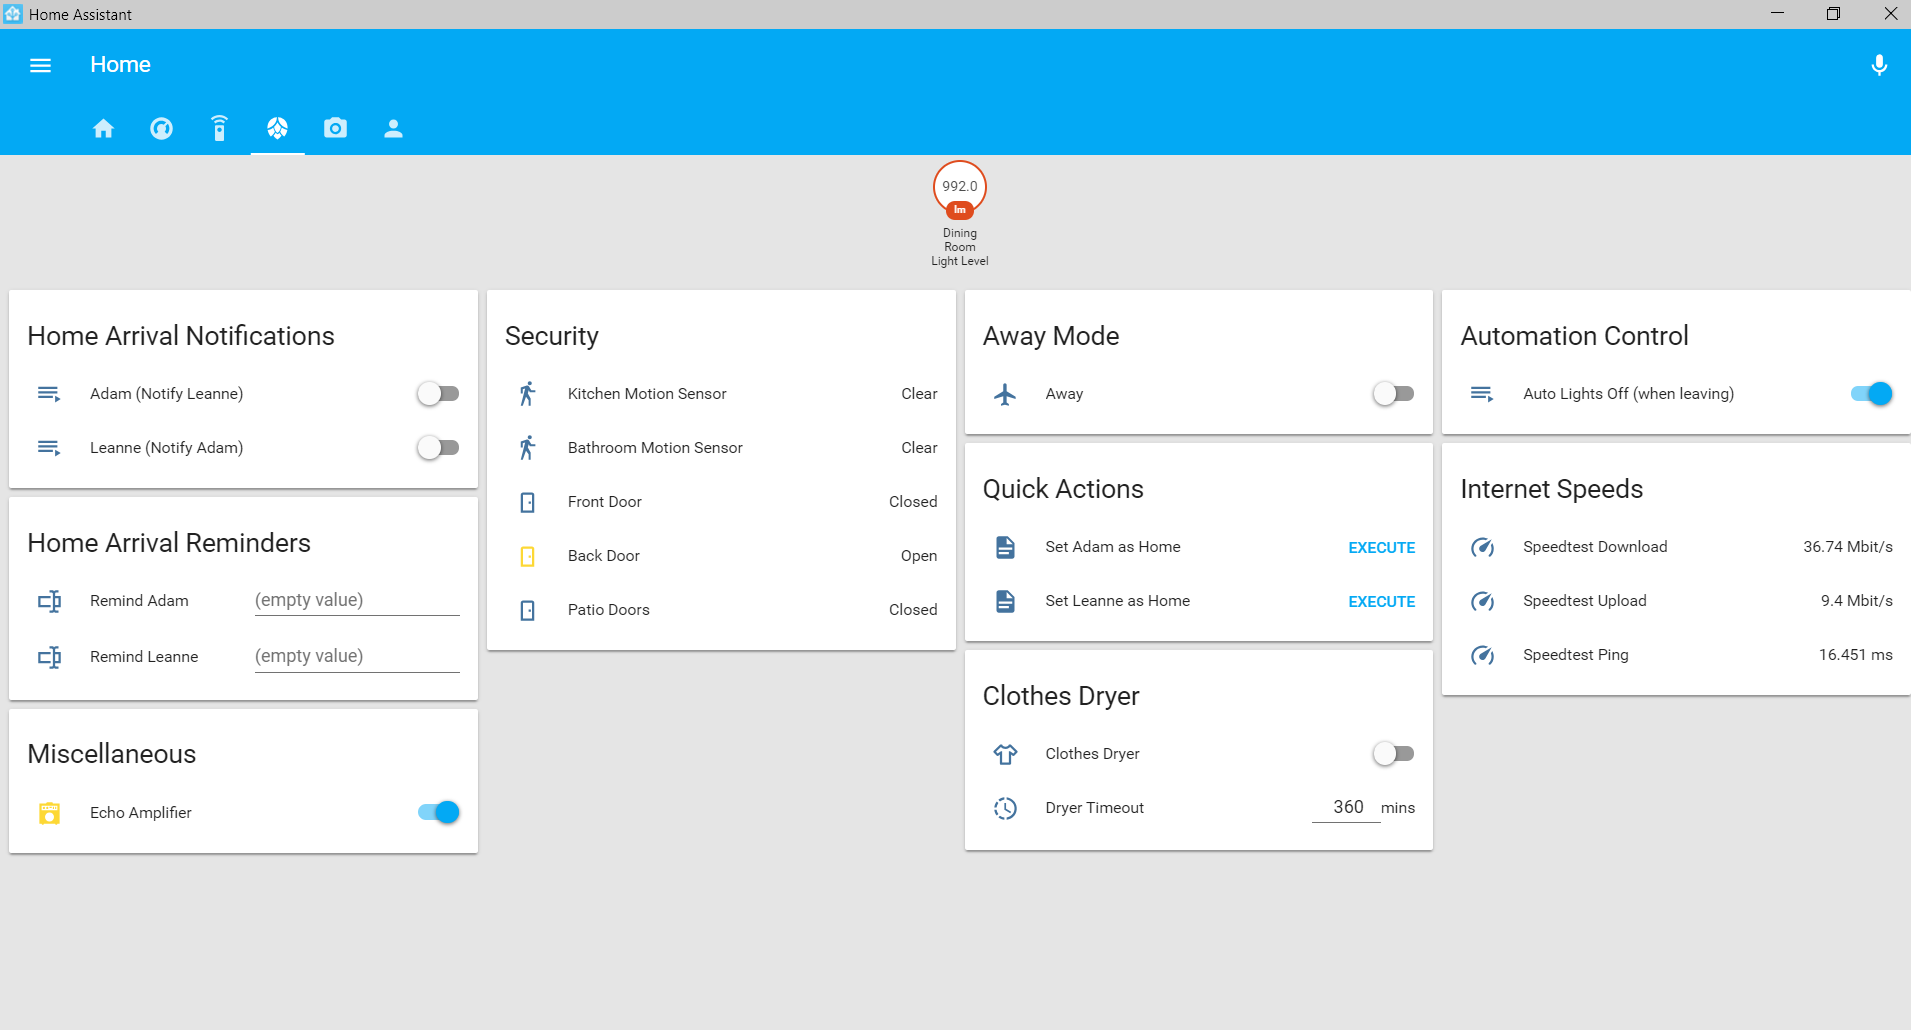 Home Assistant
Home
992.0
lm
Dining
Room
Light Level
Home Arrival Notifications
Adam (Notify Leanne)
Leanne (Notify Adam)
Home Arrival Reminders
Remind Adam (empty value)
Remind Leanne (empty value)
Miscellaneous
Echo Amplifier
Security
Kitchen Motion Sensor Clear
Bathroom Motion Sensor Clear
Front Door Closed
Back Door Open
Patio Doors Closed
Away Mode
Away
Quick Actions
Set Adam as Home EXECUTE
Set Leanne as Home EXECUTE
Clothes Dryer
Clothes Dryer
Dryer Timeout 360 mins
Automation Control
Auto Lights Off (when leaving)
Internet Speeds
Speedtest Download 36.74 Mbit/s
Speedtest Upload 9.4 Mbit/s
Speedtest Ping 16.451 ms